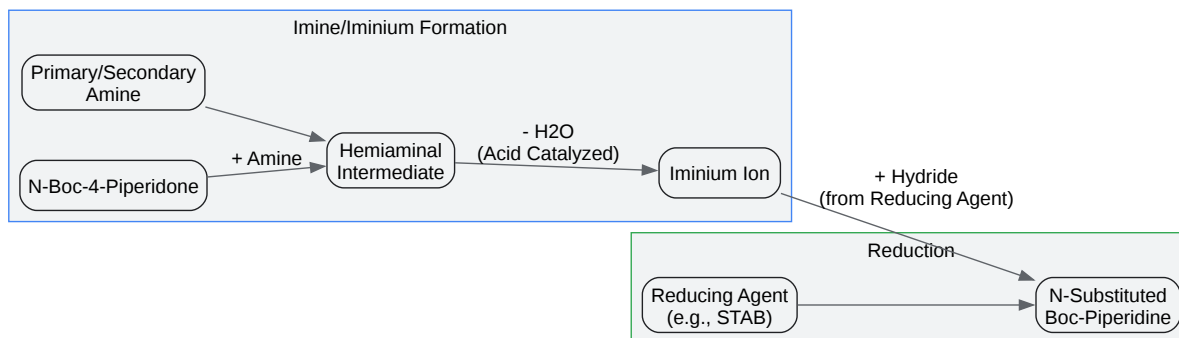 Imine/Iminium Formation
Primary/Secondary
Amine
N-Boc-4-Piperidone
+ Amine
Hemiaminal
Intermediate
- H2O
(Acid Catalyzed)
Iminium Ion
+ Hydride
(from Reducing Agent)
Reduction
Reducing Agent
(e.g., STAB)
N-Substituted
Boc-Piperidine